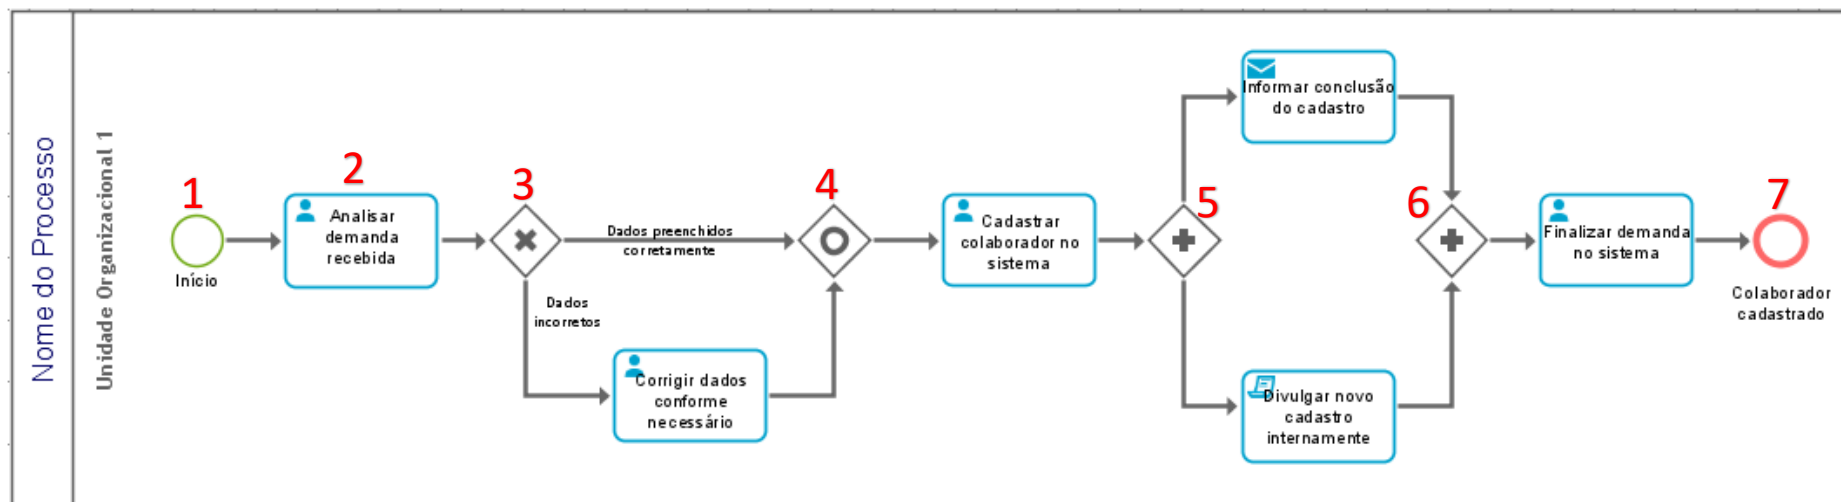 Nome do Processo
Unidade Organizacional 1
1
Início
2
Analisar
demanda
recebida
3
Dados preenchidos
corretamente
Dados
incorretos
Corrigir dados
conforme
necessário
4
Cadastrar
colaborador no
sistema
5
Informar conclusão
do cadastro
Divulgar novo
cadastro
internamente
6
Finalizar demanda
no sistema
7
Colaborador
cadastrado